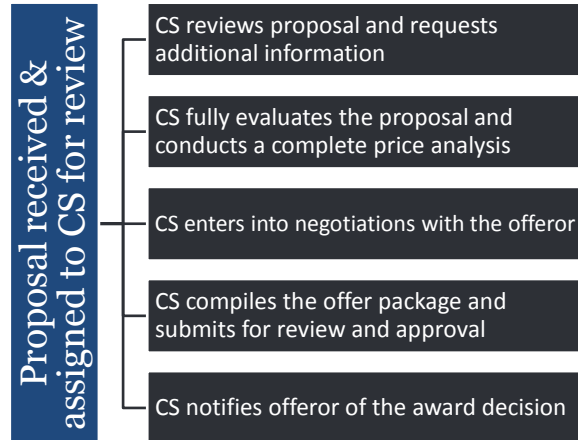 Proposal received &
assigned to CS for review
CS reviews proposal and requests
additional information
CS fully evaluates the proposal and
conducts a complete price analysis
CS enters into negotiations with the offeror
CS compiles the offer package and
submits for review and approval
CS notifies offeror of the award decision